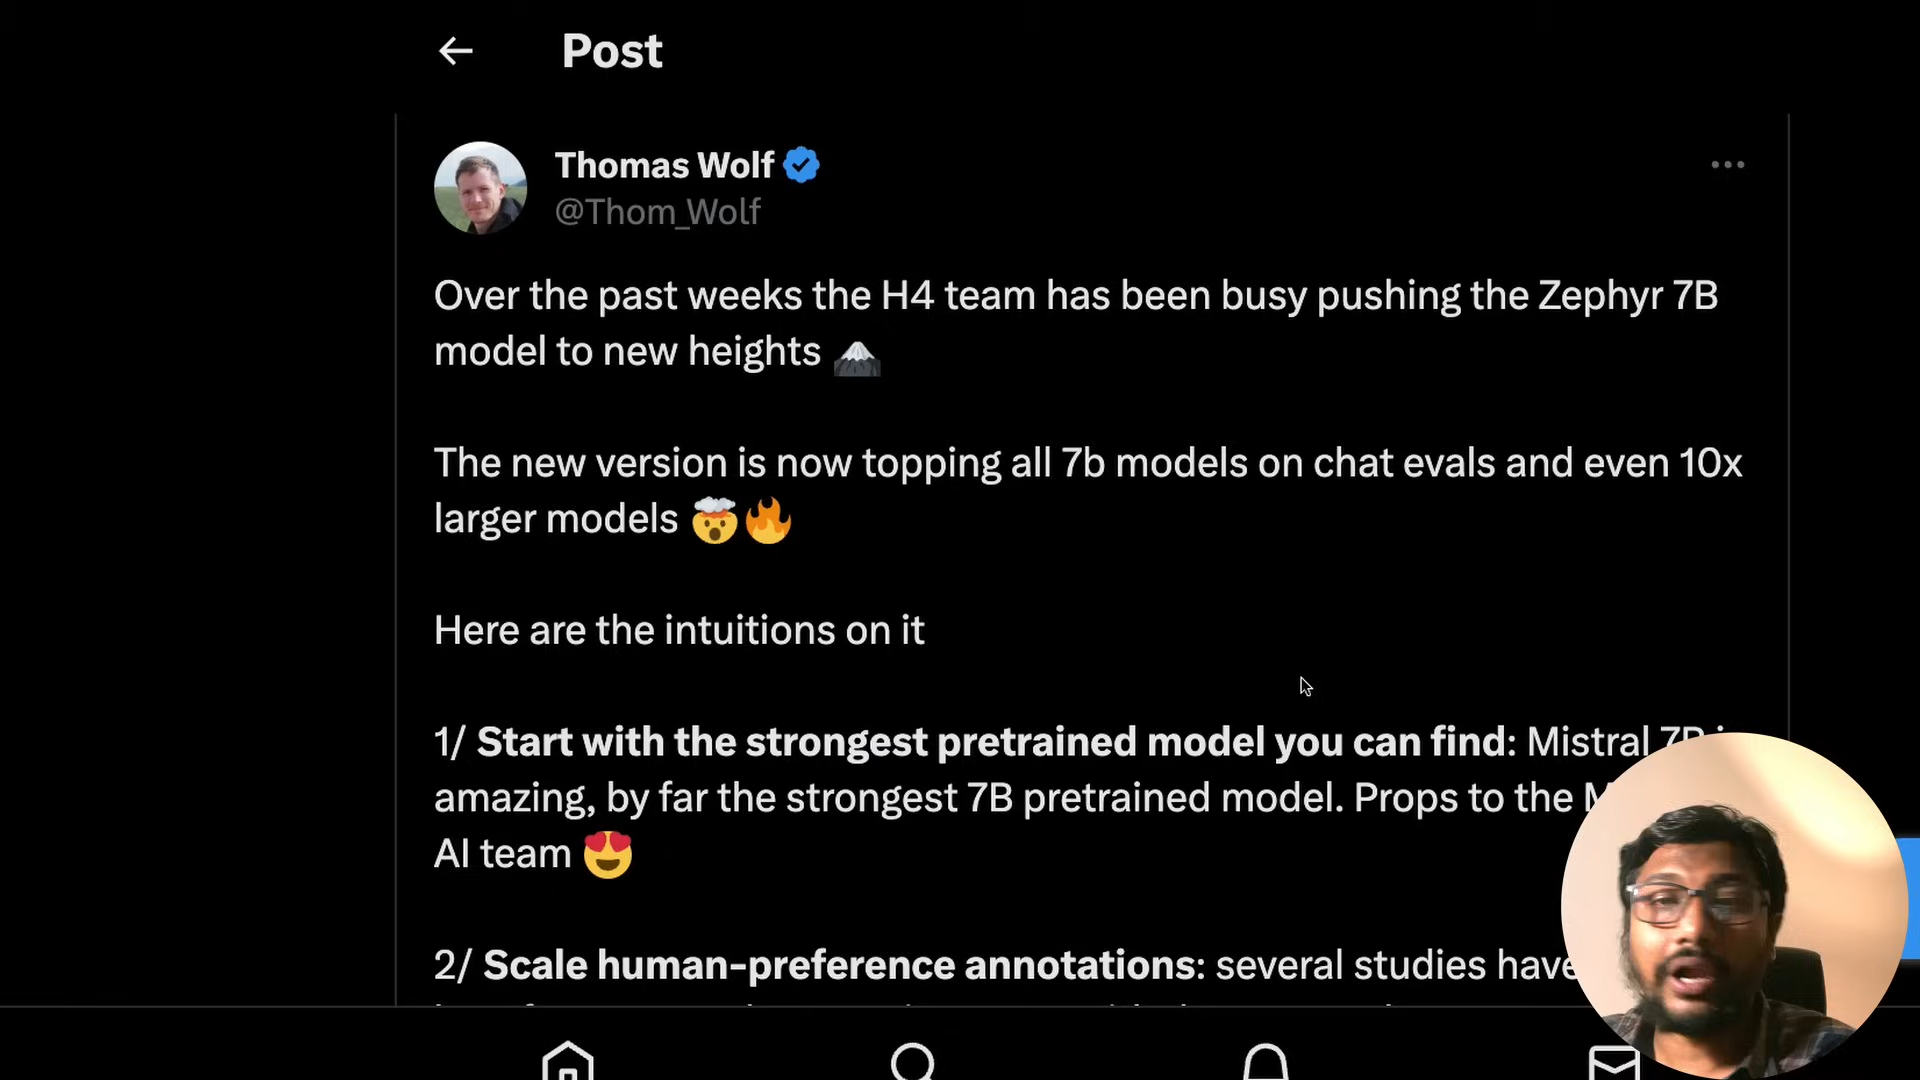 Post
Thomas Wolf
@Thom_Wolf
Over the past weeks the H4 team has been busy pushing the Zephyr 7B
model to new heights 🏔️
The new version is now topping all 7b models on chat evals and even 10x
larger models 🤯🔥
Here are the intuitions on it
1/ Start with the strongest pretrained model you can find: Mistral 7B
amazing, by far the strongest 7B pretrained model. Props to the
AI team 😍
2/ Scale human-preference annotations: several studies have